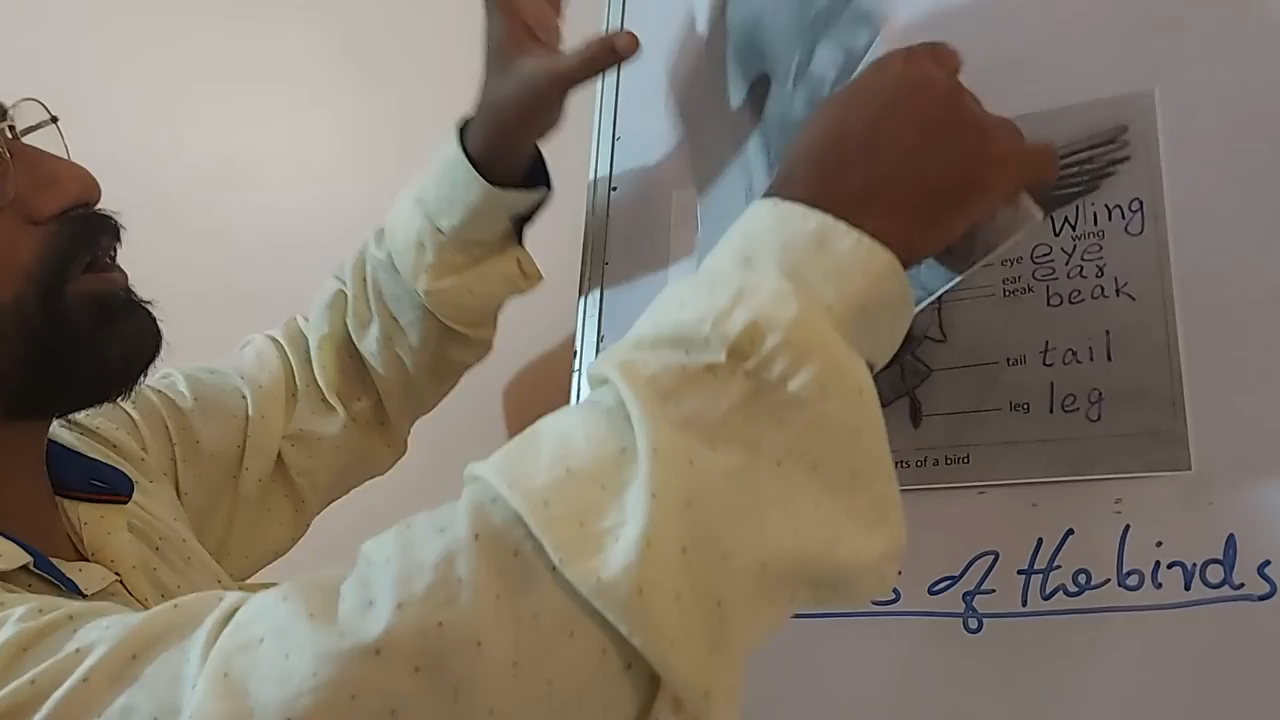 Wing
wing
eye eye
ear ear
beak beak
tail tail
leg leg
rts of a bird
s of the birds